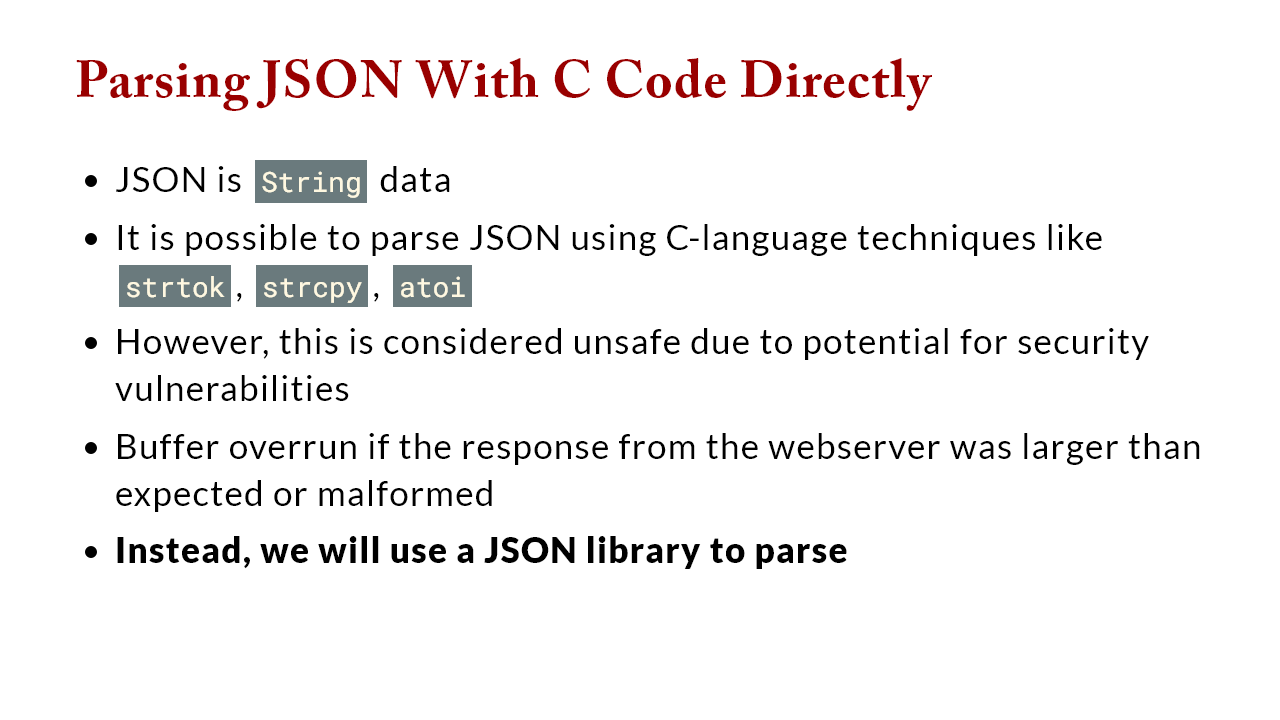 Parsing JSON With C Code Directly
• JSON is String data
• It is possible to parse JSON using C-language techniques like
strtok, strcpy, atoi
• However, this is considered unsafe due to potential for security
vulnerabilities
• Buffer overrun if the response from the webserver was larger than
expected or malformed
• Instead, we will use a JSON library to parse